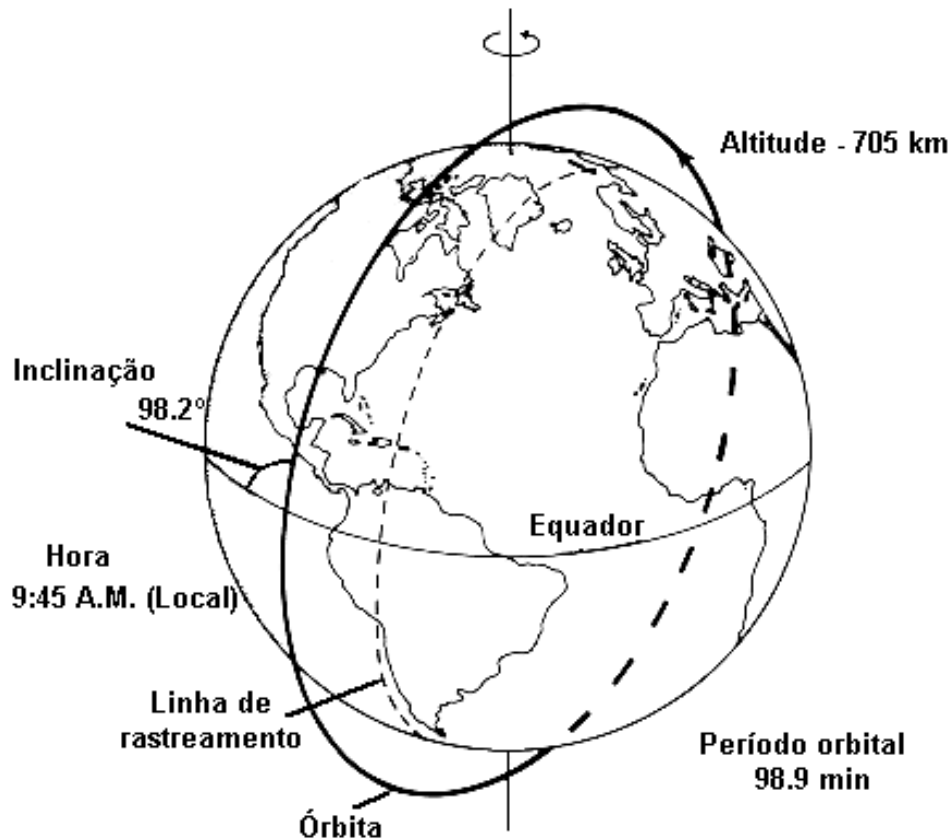 Altitude - 705 km
Inclinação
98.2°
Equador
Hora
9:45 A.M. (Local)
Linha de
rastreamento
Período orbital
98.9 min
Órbita